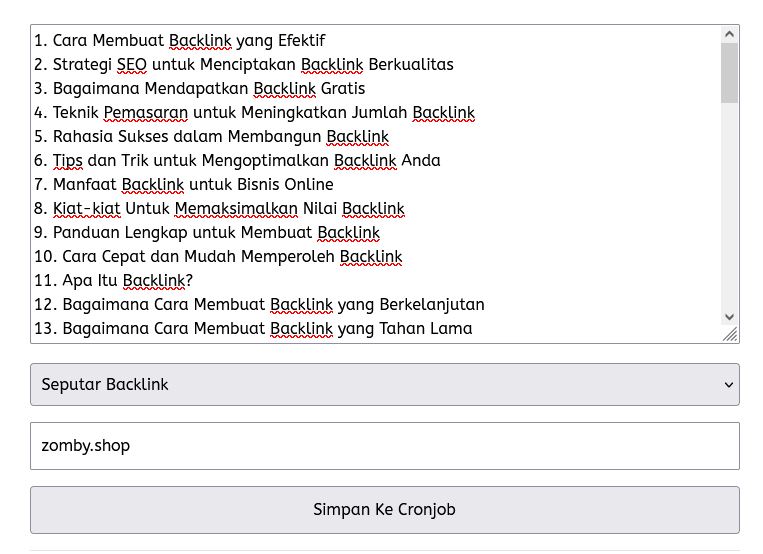 1. Cara Membuat Backlink yang Efektif
2. Strategi SEO untuk Menciptakan Backlink Berkualitas
3. Bagaimana Mendapatkan Backlink Gratis
4. Teknik Pemasaran untuk Meningkatkan Jumlah Backlink
5. Rahasia Sukses dalam Membangun Backlink
6. Tips dan Trik untuk Mengoptimalkan Backlink Anda
7. Manfaat Backlink untuk Bisnis Online
8. Kiat-kiat Untuk Memaksimalkan Nilai Backlink
9. Panduan Lengkap untuk Membuat Backlink
10. Cara Cepat dan Mudah Memperoleh Backlink
11. Apa Itu Backlink?
12. Bagaimana Cara Membuat Backlink yang Berkelanjutan
13. Bagaimana Cara Membuat Backlink yang Tahan Lama
Seputar Backlink
zomby.shop
Simpan Ke Cronjob